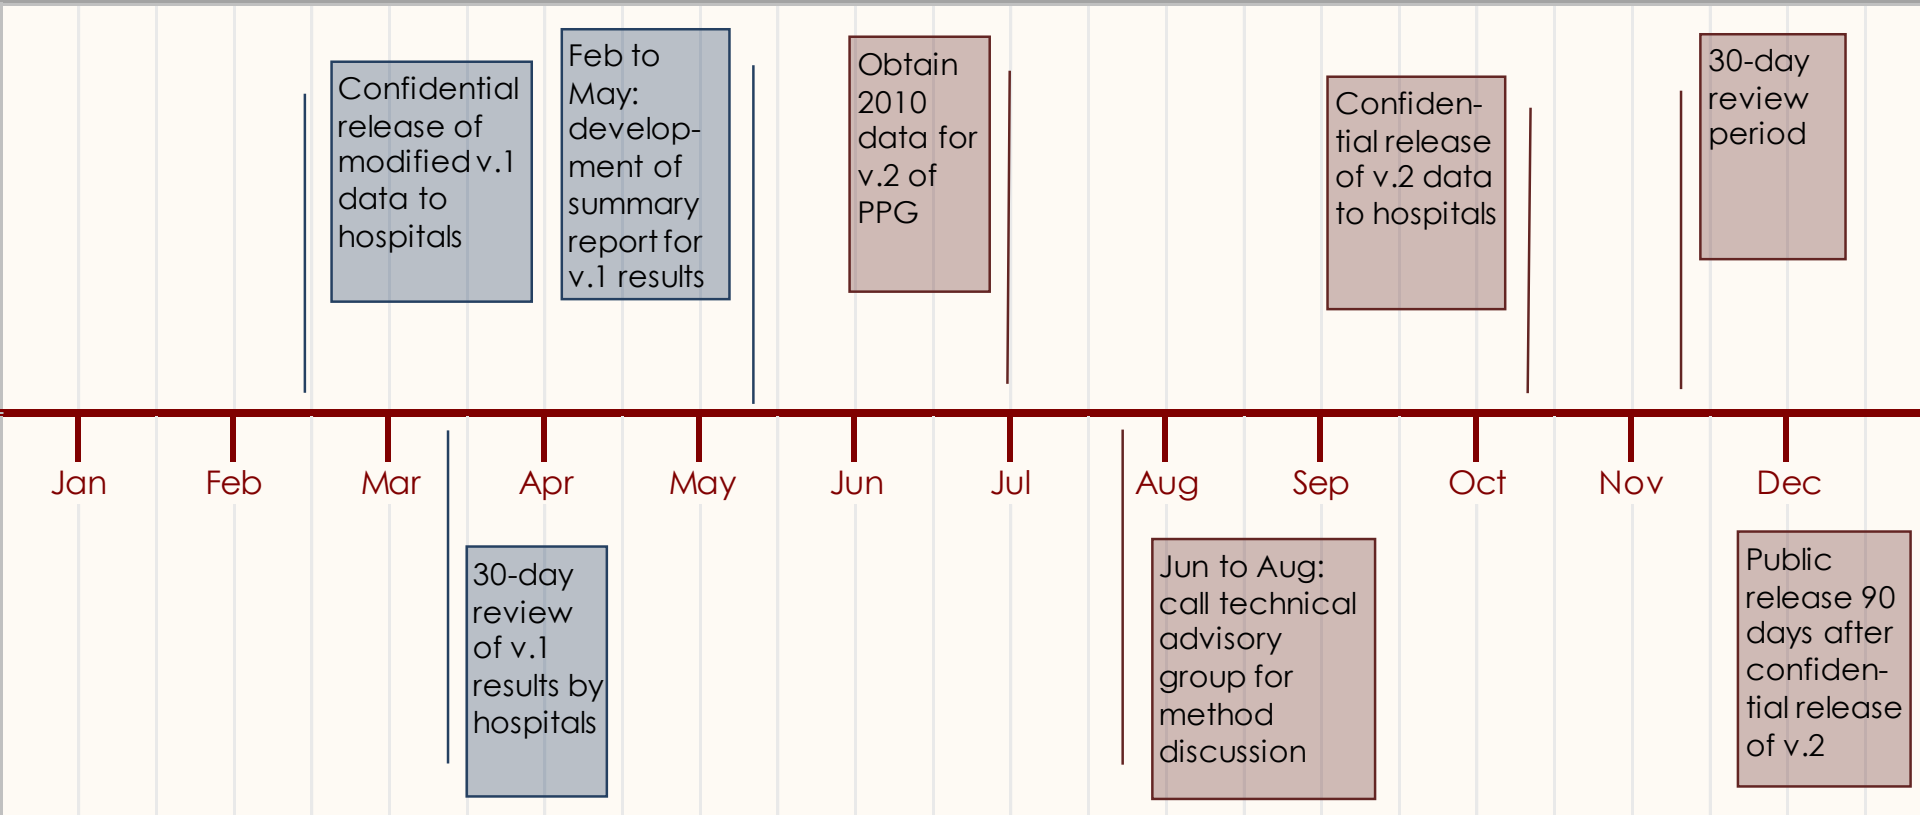 Confidential
release of
modified v.1
data to
hospitals
Feb to
May:
develop-
ment of
summary
report for
v.1 results
Obtain
2010
data for
v.2 of
PPG
Confiden-
tial release
of v.2 data
to hospitals
30-day
review
period
Jan
Feb
Mar
Apr
May
Jun
Jul
Aug
Sep
Oct
Nov
Dec
30-day
review
of v.1
results by
hospitals
Jun to Aug:
call technical
advisory
group for
method
discussion
Public
release 90
days after
confiden-
tial release
of v.2